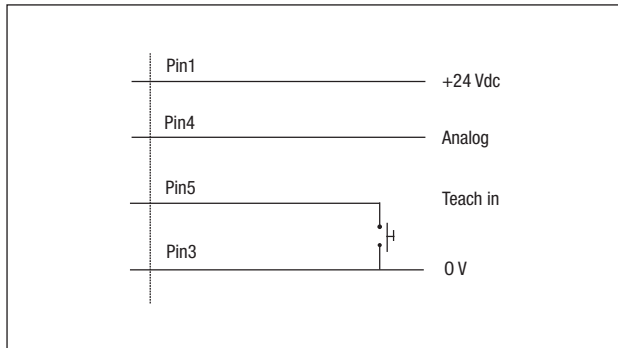 Pin1
+24 Vdc
Pin4
Analog
Pin5
Teach in
Pin3
0 V